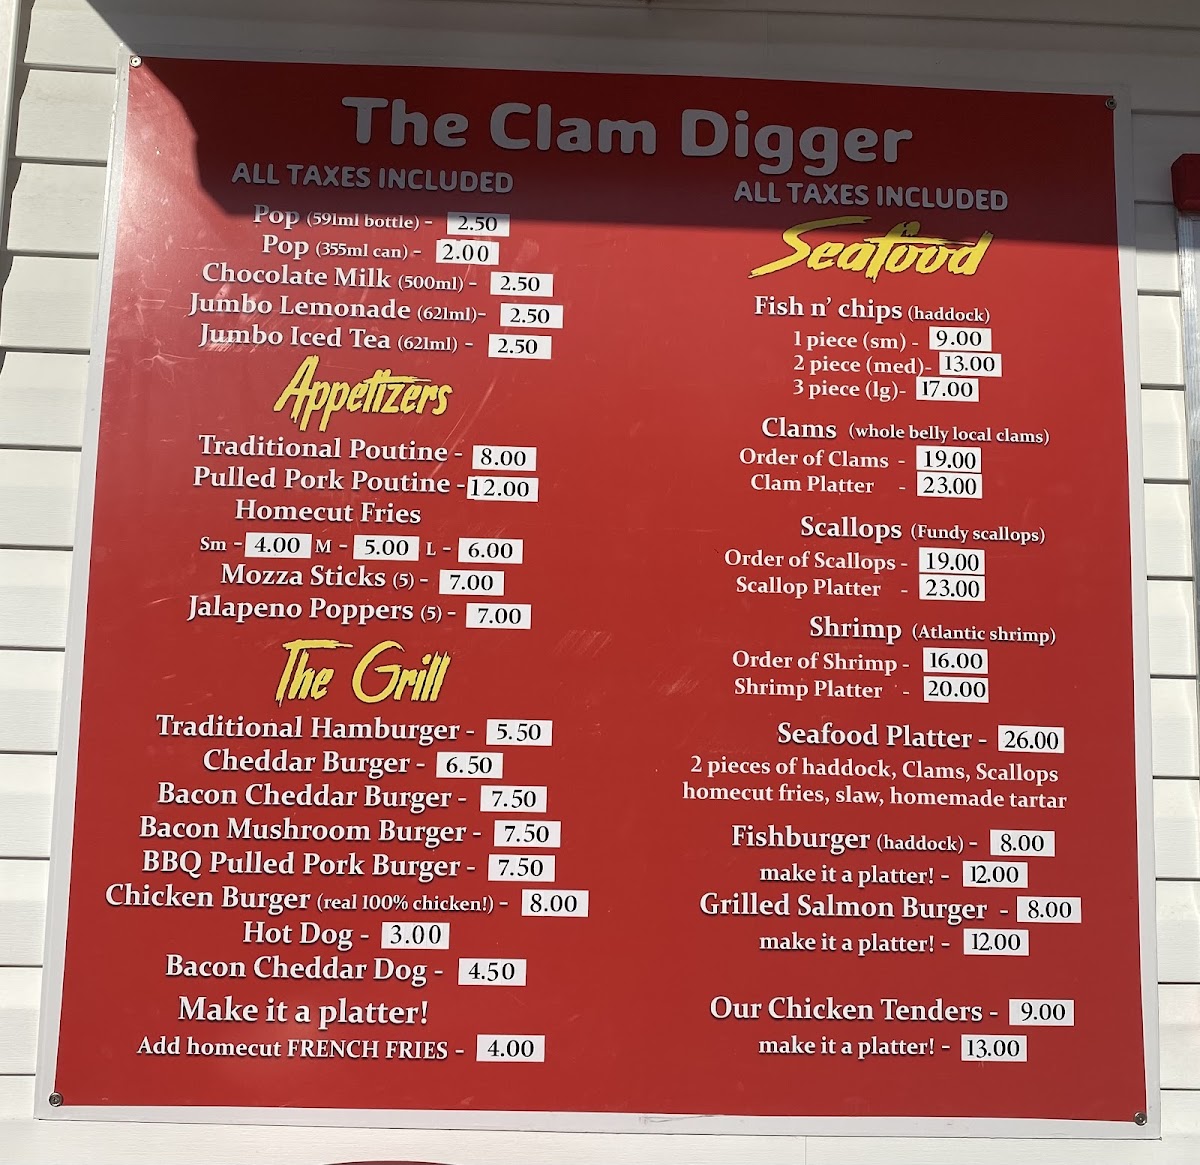 The Clam Digger
ALL TAXES INCLUDED
Pop (591ml bottle) - 2.50
Pop (355ml can) - 2.00
Chocolate Milk (500ml) - 2.50
Jumbo Lemonade (621ml)- 2.50
Jumbo Iced Tea (621ml) - 2.50
Appetizers
Traditional Poutine - 8.00
Pulled Pork Poutine - 12.00
Homecut Fries
Sm - 4.00 M - 5.00 L - 6.00
Mozza Sticks (5) - 7.00
Jalapeno Poppers (5) - 7.00
The Grill
Traditional Hamburger - 5.50
Cheddar Burger - 6.50
Bacon Cheddar Burger - 7.50
Bacon Mushroom Burger - 7.50
BBQ Pulled Pork Burger - 7.50
Chicken Burger (real 100% chicken!) - 8.00
Hot Dog - 3.00
Bacon Cheddar Dog - 4.50
Make it a platter!
Add homecut FRENCH FRIES - 4.00
ALL TAXES INCLUDED
Seafood
Fish n' chips (haddock)
1 piece (sm) - 9.00
2 piece (med)- 13.00
3 piece (lg)- 17.00
Clams (whole belly local clams)
Order of Clams - 19.00
Clam Platter - 23.00
Scallops (Fundy scallops)
Order of Scallops - 19.00
Scallop Platter - 23.00
Shrimp (Atlantic shrimp)
Order of Shrimp - 16.00
Shrimp Platter - 20.00
Seafood Platter - 26.00
2 pieces of haddock, Clams, Scallops
homecut fries, slaw, homemade tartar
Fishburger (haddock) - 8.00
make it a platter! - 12.00
Grilled Salmon Burger - 8.00
make it a platter! - 12.00
Our Chicken Tenders - 9.00
make it a platter! - 13.00